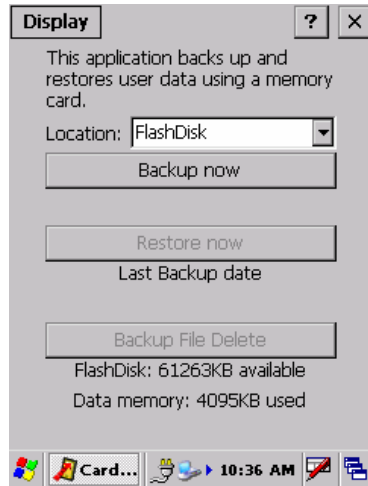 Display ? ×
This application backs up and
restores user data using a memory
card.
Location: FlashDisk
Backup now
Restore now
Last Backup date
Backup File Delete
FlashDisk: 61263KB available
Data memory: 4095KB used
Card... 10:36 AM